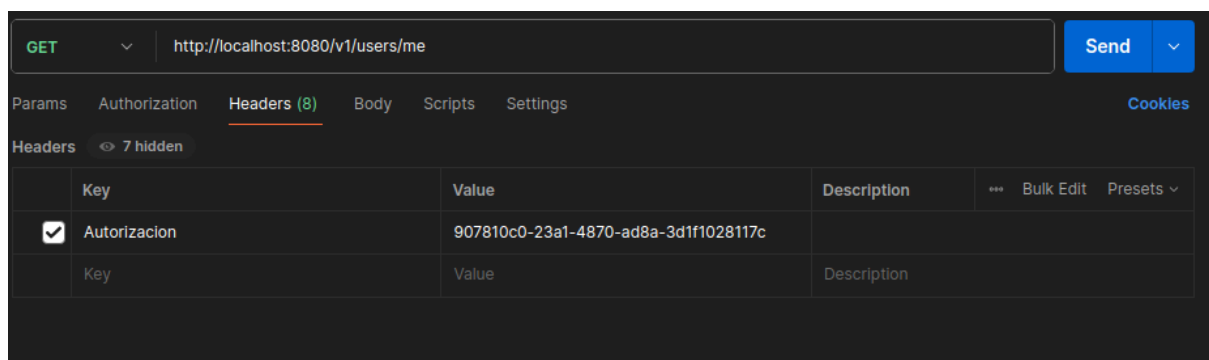 GET http://localhost:8080/v1/users/me Send
Params Authorization Headers (8) Body Scripts Settings Cookies
Headers 7 hidden
Key Value Description Bulk Edit Presets
Autorizacion 907810c0-23a1-4870-ad8a-3d1f1028117c
Key Value Description